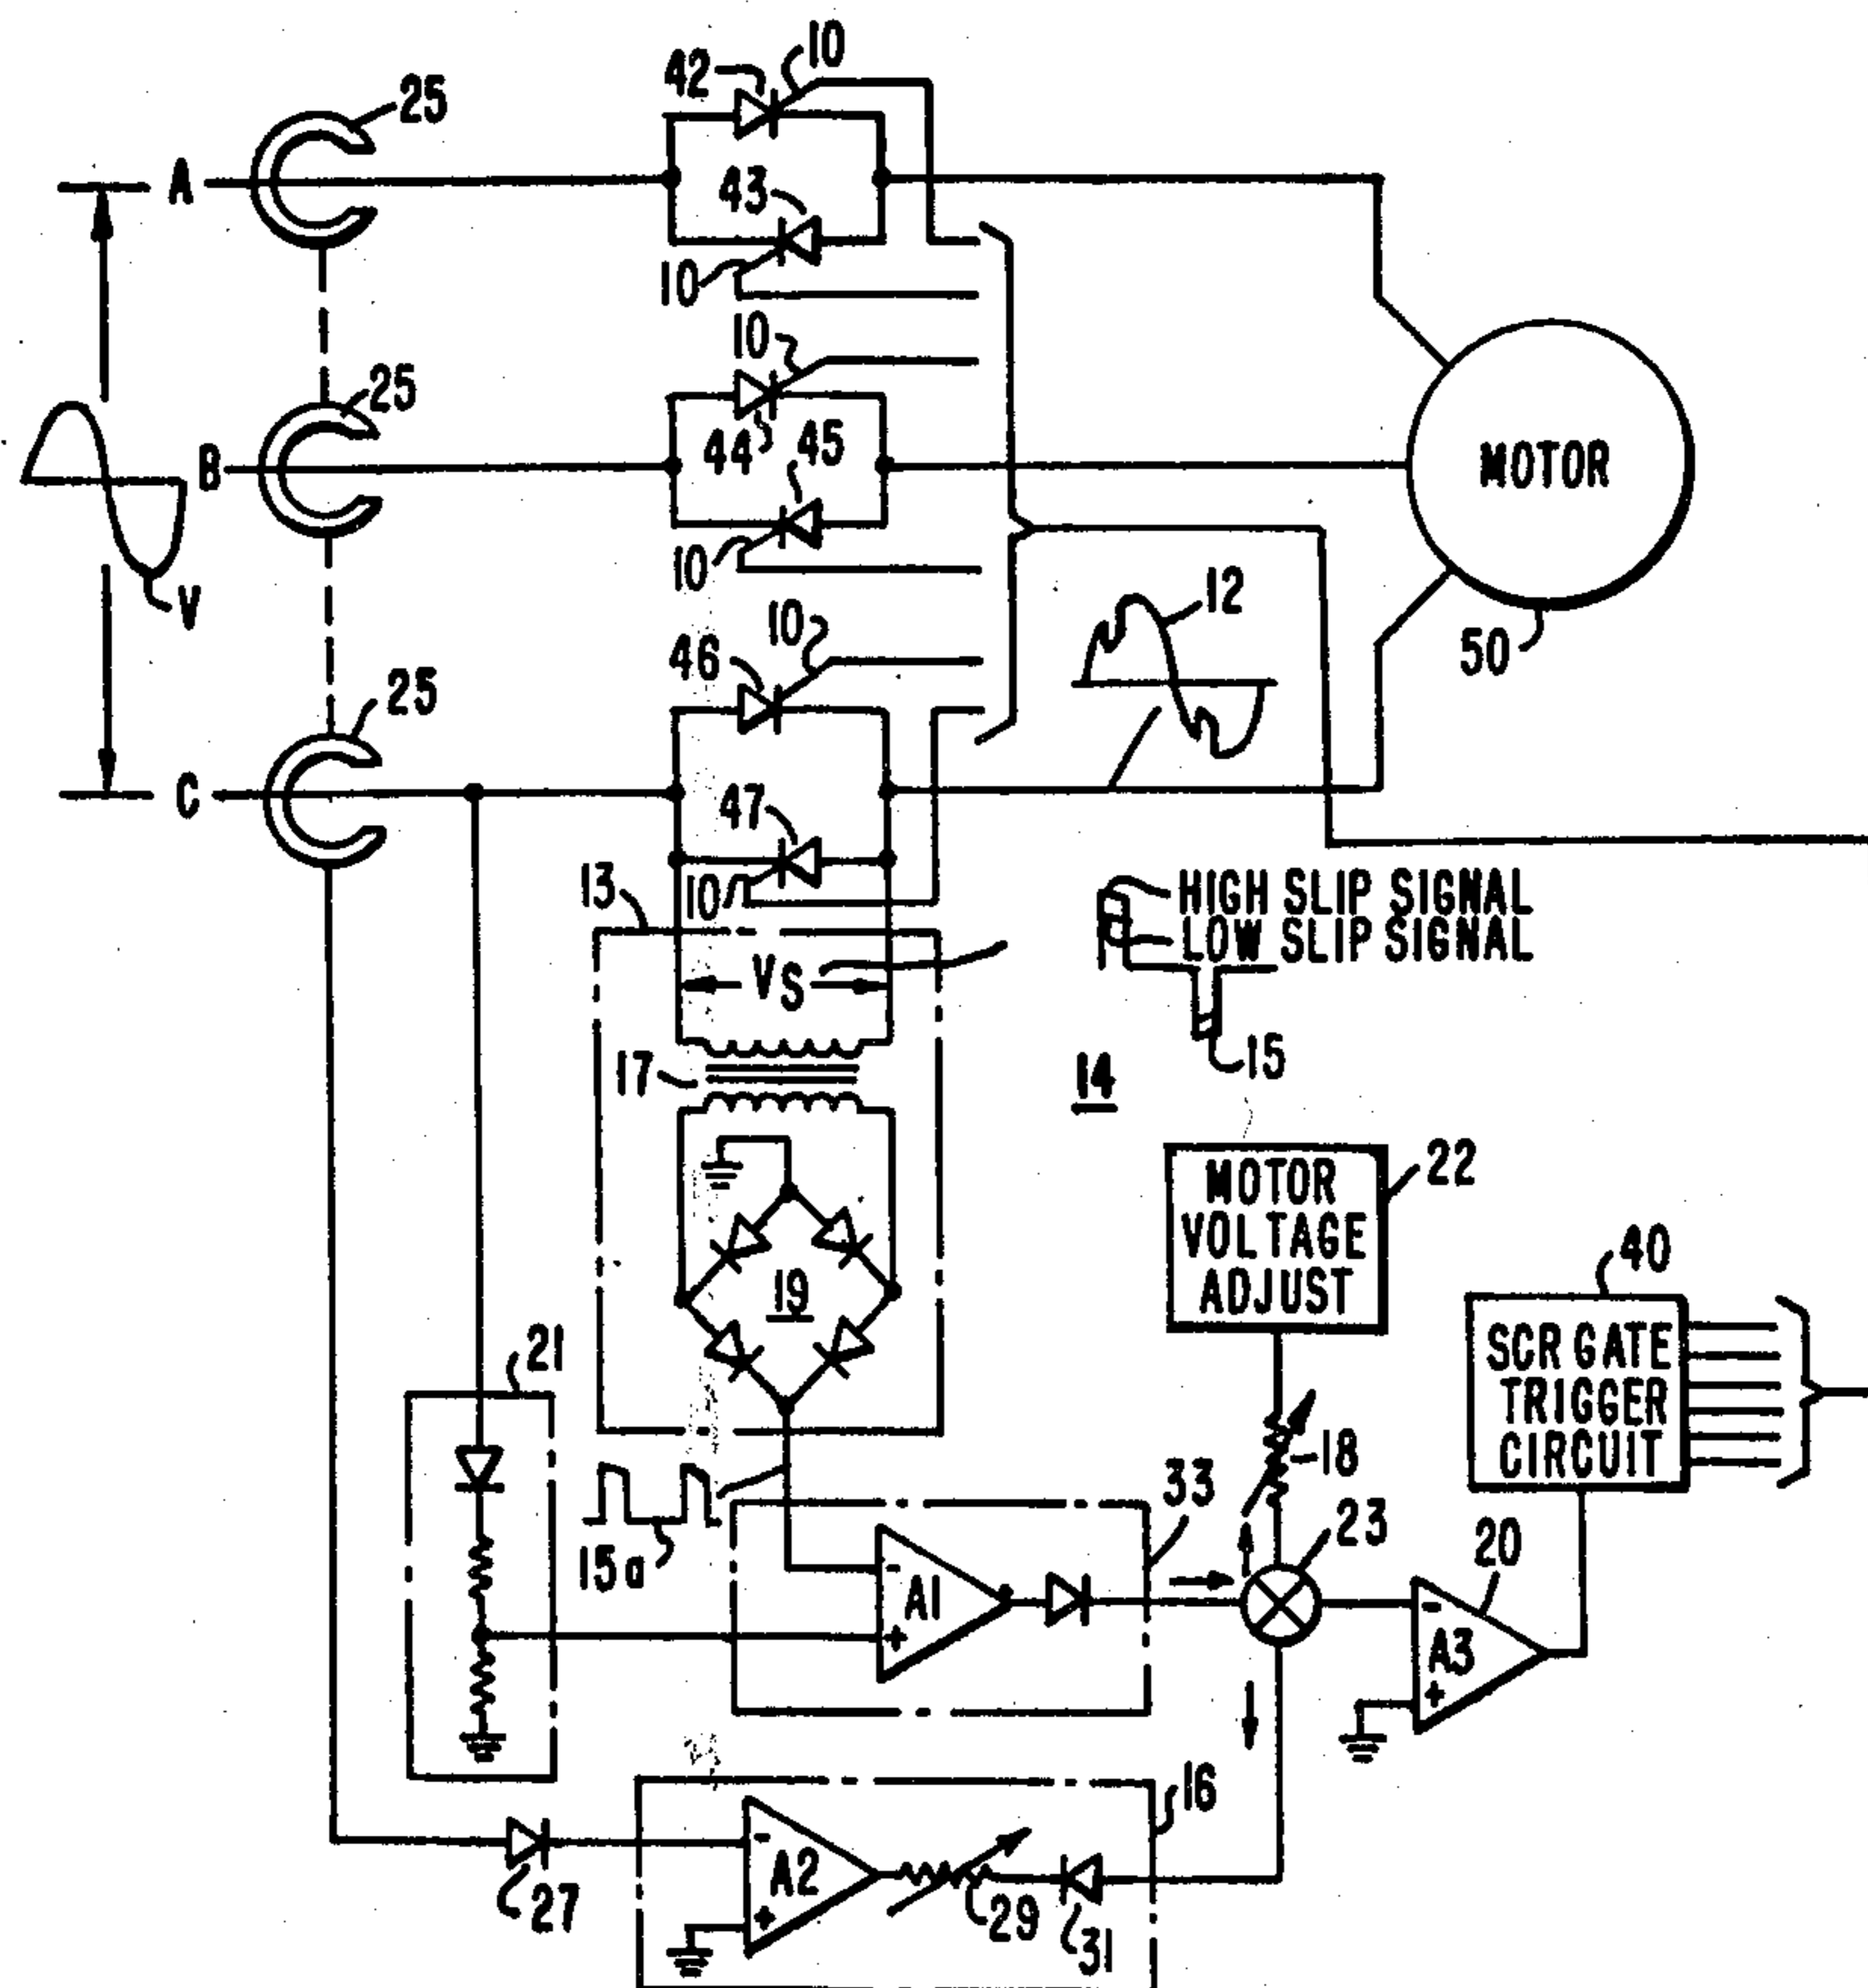 42
10
25
A
43
10
10
25
44
45
B
MOTOR
10
V
12
10
50
46
25
C
47
13
10
HIGH SLIP SIGNAL
LOW SLIP SIGNAL
VS
15
17
14
MOTOR
VOLTAGE
ADJUST
22
40
19
21
SCR GATE
TRIGGER
CIRCUIT
18
33
23
20
15a
-
A1
+
-
A3
+
16
-
A2
+
27
29
31